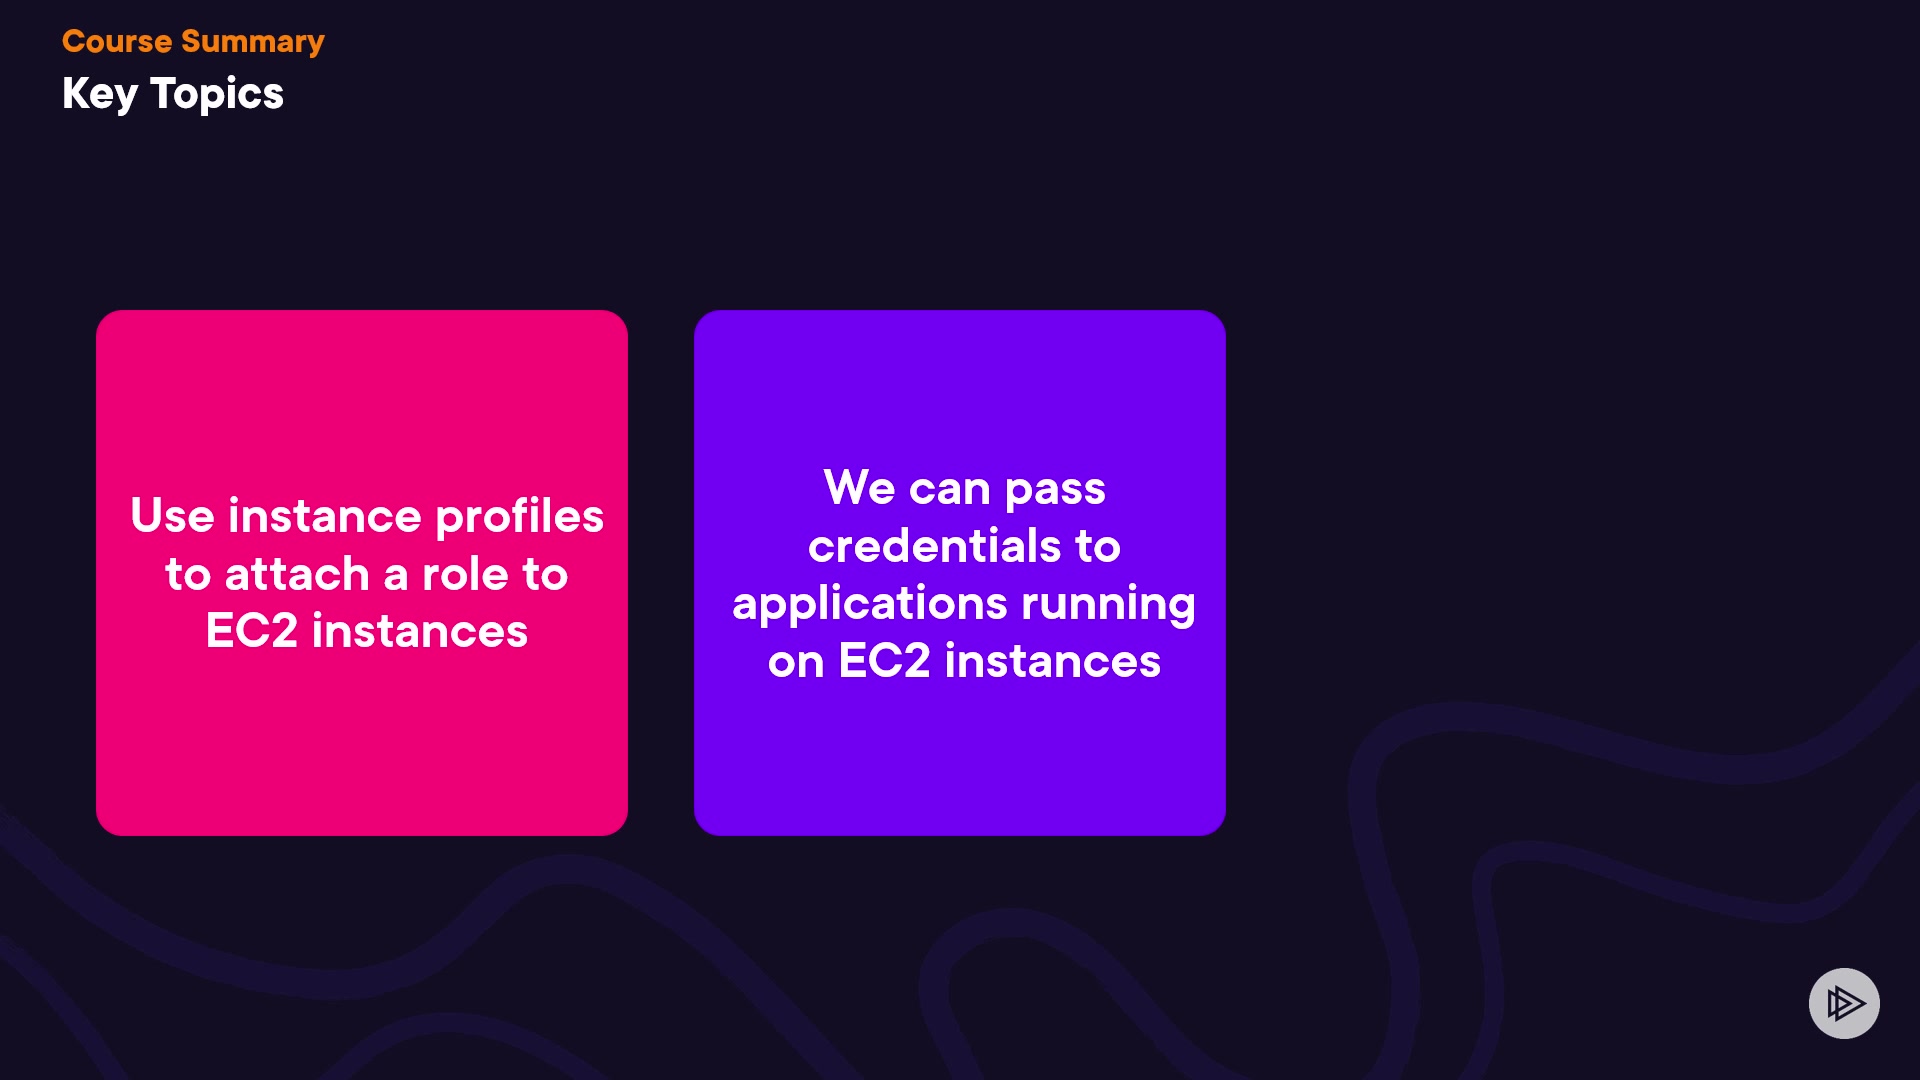 Course Summary
Key Topics
Use instance profiles
to attach a role to
EC2 instances
We can pass
credentials to
applications running
on EC2 instances